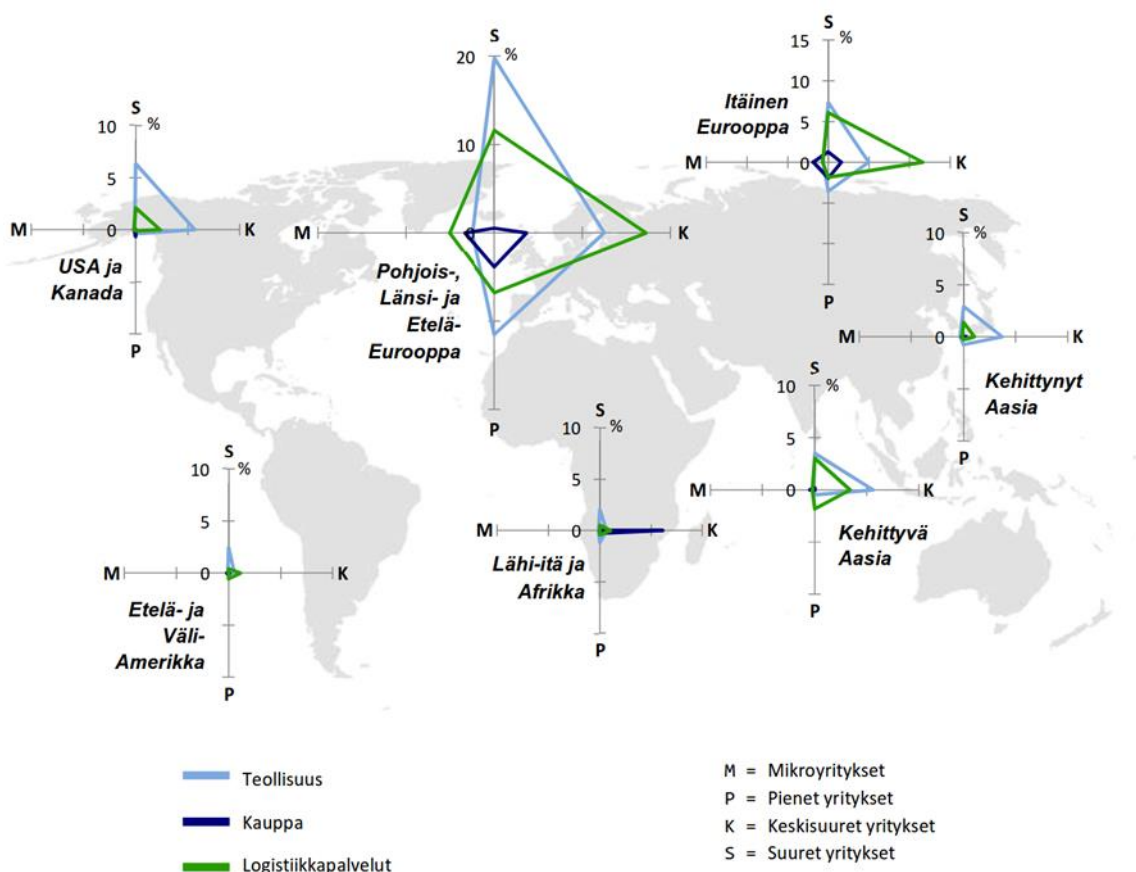 S
10 %
5
M 0 K
USA ja
Kanada
P
S
20 %
10
M 0 K
Pohjois-,
Länsi- ja
Etelä-
Eurooppa
P
S
15 %
10
Itäinen
Eurooppa
5
M 0 K
P
S
10 %
5
M 0 K
Kehittynyt
Aasia
P
S
10 %
5
M 0 K
Kehittyvä
Aasia
P
S
10 %
5
M 0 K
Lähi-itä ja
Afrikka
P
S
10 %
5
M 0 K
Etelä- ja
Väli-
Amerikka
P
Teollisuus
Kauppa
Logistiikkapalvelut
M = Mikroyritykset
P = Pienet yritykset
K = Keskisuuret yritykset
S = Suuret yritykset